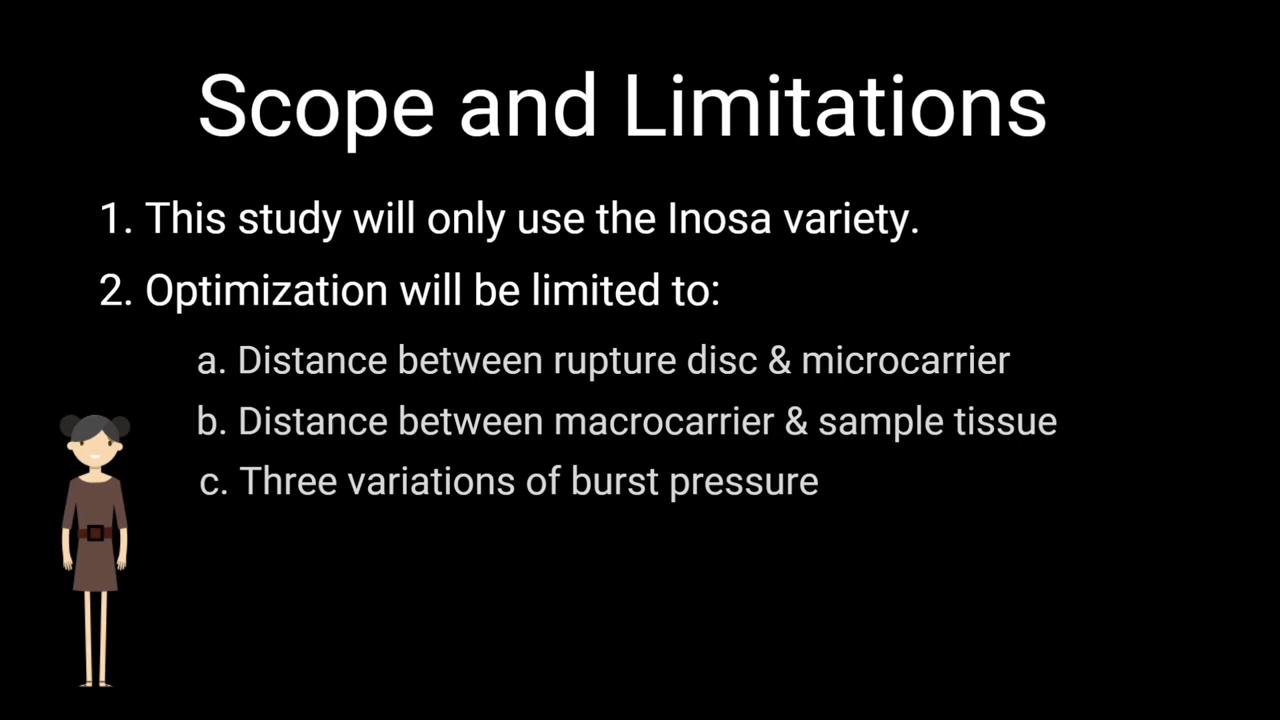 Scope and Limitations
1. This study will only use the Inosa variety.
2. Optimization will be limited to:
a. Distance between rupture disc & microcarrier
b. Distance between macrocarrier & sample tissue
c. Three variations of burst pressure